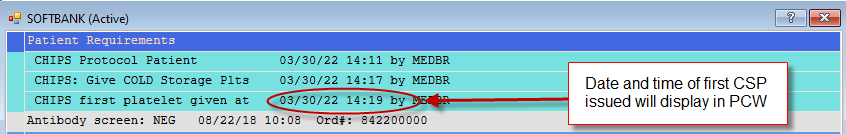 SOFTBANK (Active)
Patient Requirements
CHIPS Protocol Patient 03/30/22 14:11 by MEDBR
CHIPS: Give COLD Storage Plts 03/30/22 14:17 by MEDBR
CHIPS first platelet given at 03/30/22 14:19 by MEDBR
Antibody screen: NEG 08/22/18 10:08 Ord#: 842200000
Date and time of first CSP
issued will display in PCW